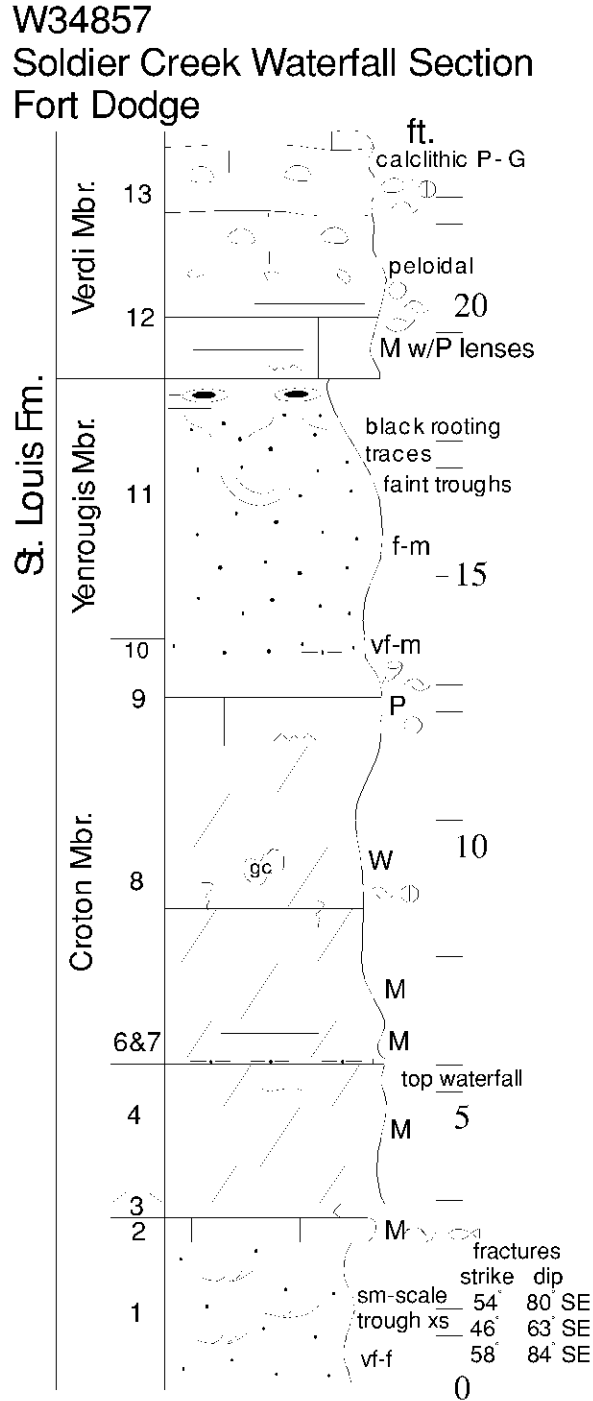 W34857
Soldier Creek Waterfall Section
Fort Dodge
ft.
calclithic P - G
13
Verdi Mbr.
peloidal
20
12
M w/P lenses
St. Louis Fm.
black rooting
traces
11
faint troughs
Yenrougis Mbr.
f-m
15
10
vf-m
9
P
10
W
gc
8
Croton Mbr.
M
6&7
M
top waterfall
5
4
M
3
2
M
fractures
strike dip
sm-scale
trough xs
54° 80° SE
1
46° 63° SE
vf-f
58° 84° SE
0